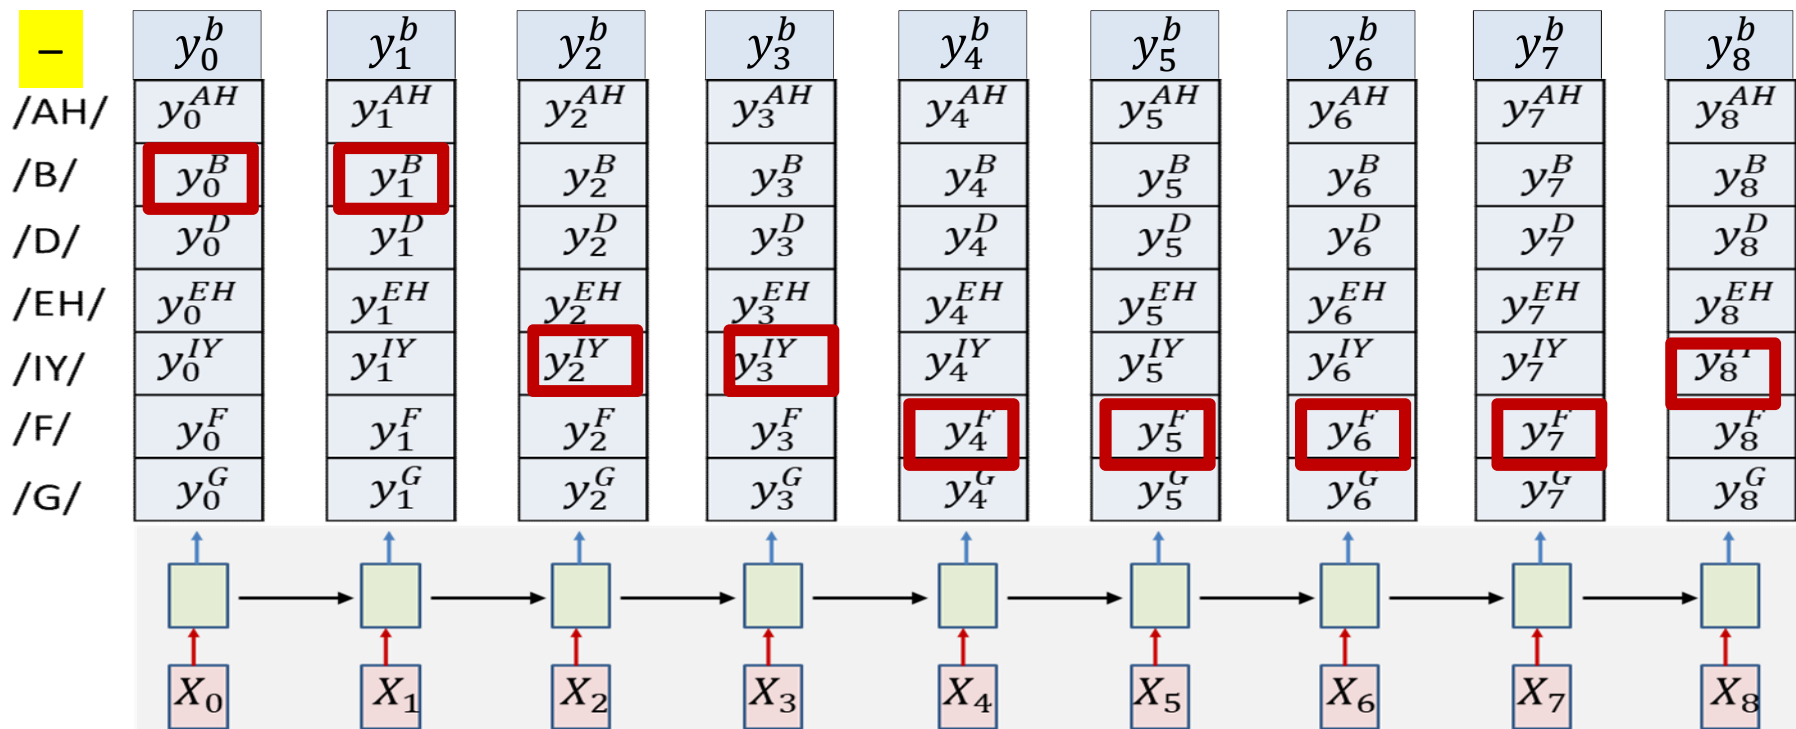 – y_0^b y_1^b y_2^b y_3^b y_4^b y_5^b y_6^b y_7^b y_8^b
/AH/ y_0^{AH} y_1^{AH} y_2^{AH} y_3^{AH} y_4^{AH} y_5^{AH} y_6^{AH} y_7^{AH} y_8^{AH}
/B/ y_0^B y_1^B y_2^B y_3^B y_4^B y_5^B y_6^B y_7^B y_8^B
/D/ y_0^D y_1^D y_2^D y_3^D y_4^D y_5^D y_6^D y_7^D y_8^D
/EH/ y_0^{EH} y_1^{EH} y_2^{EH} y_3^{EH} y_4^{EH} y_5^{EH} y_6^{EH} y_7^{EH} y_8^{EH}
/IY/ y_0^{IY} y_1^{IY} y_2^{IY} y_3^{IY} y_4^{IY} y_5^{IY} y_6^{IY} y_7^{IY} y_8^{IY}
/F/ y_0^F y_1^F y_2^F y_3^F y_4^F y_5^F y_6^F y_7^F y_8^F
/G/ y_0^G y_1^G y_2^G y_3^G y_4^G y_5^G y_6^G y_7^G y_8^G
X_0 X_1 X_2 X_3 X_4 X_5 X_6 X_7 X_8